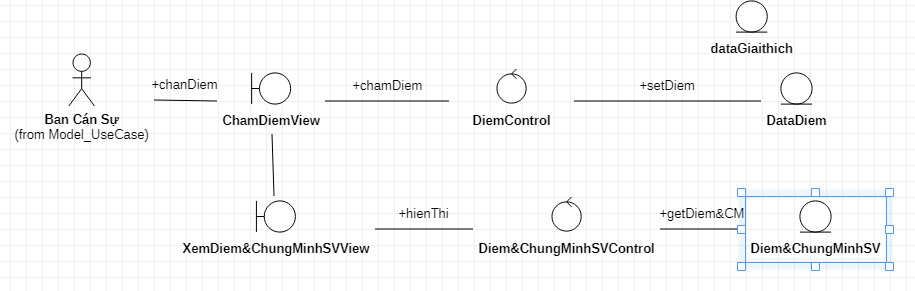 dataGiaithich
+chanDiem
+chamDiem
+setDiem
Ban Cán Sự
(from Model_UseCase)
ChamDiemView
DiemControl
DataDiem
+hienThi
+getDiem&CM
XemDiem&ChungMinhSVView
Diem&ChungMinhSVControl
Diem&ChungMinhSV